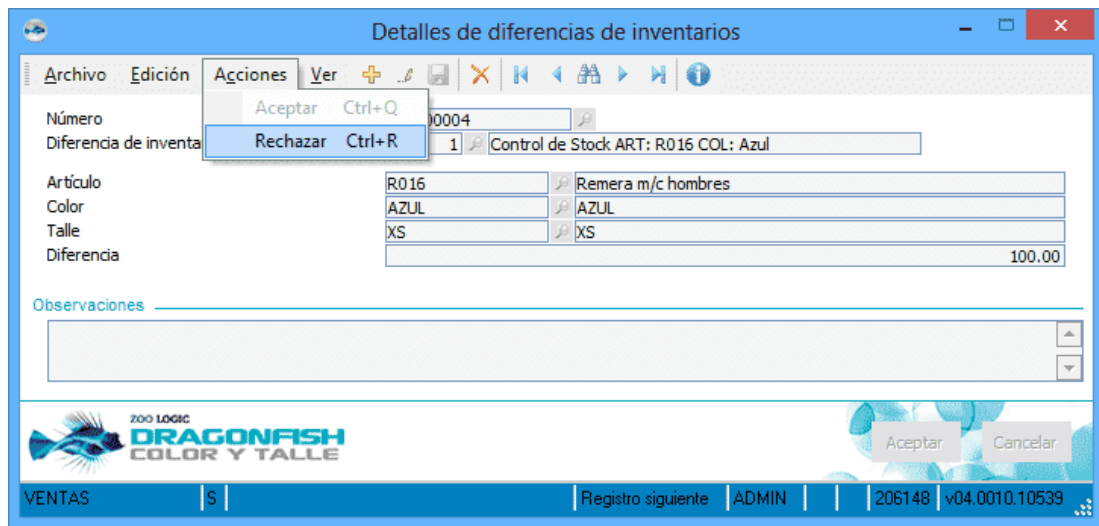 Detalles de diferencias de inventarios
Archivo Edición Acciones Ver
Aceptar Ctrl+Q
Rechazar Ctrl+R
Número 00004
Diferencia de inventa 1 Control de Stock ART: R016 COL: Azul
Artículo R016 Remera m/c hombres
Color AZUL AZUL
Talle XS XS
Diferencia 100.00
Observaciones
ZOO LOGIC
DRAGONFISH
COLOR Y TALLE
Aceptar Cancelar
VENTAS S Registro siguiente ADMIN 206148 v04.0010.10539